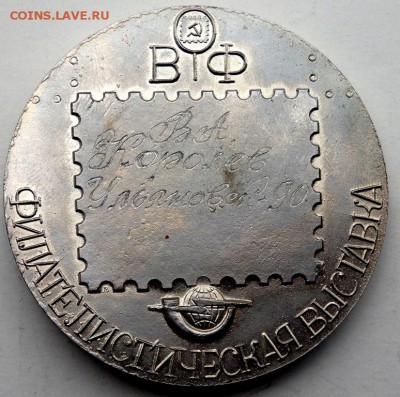 COINS.LAVE.RU
ВФ
В.А.
Королев
Ульяновск-90
ФИЛАТЕЛИСТИЧЕСКАЯ ВЫСТАВКА